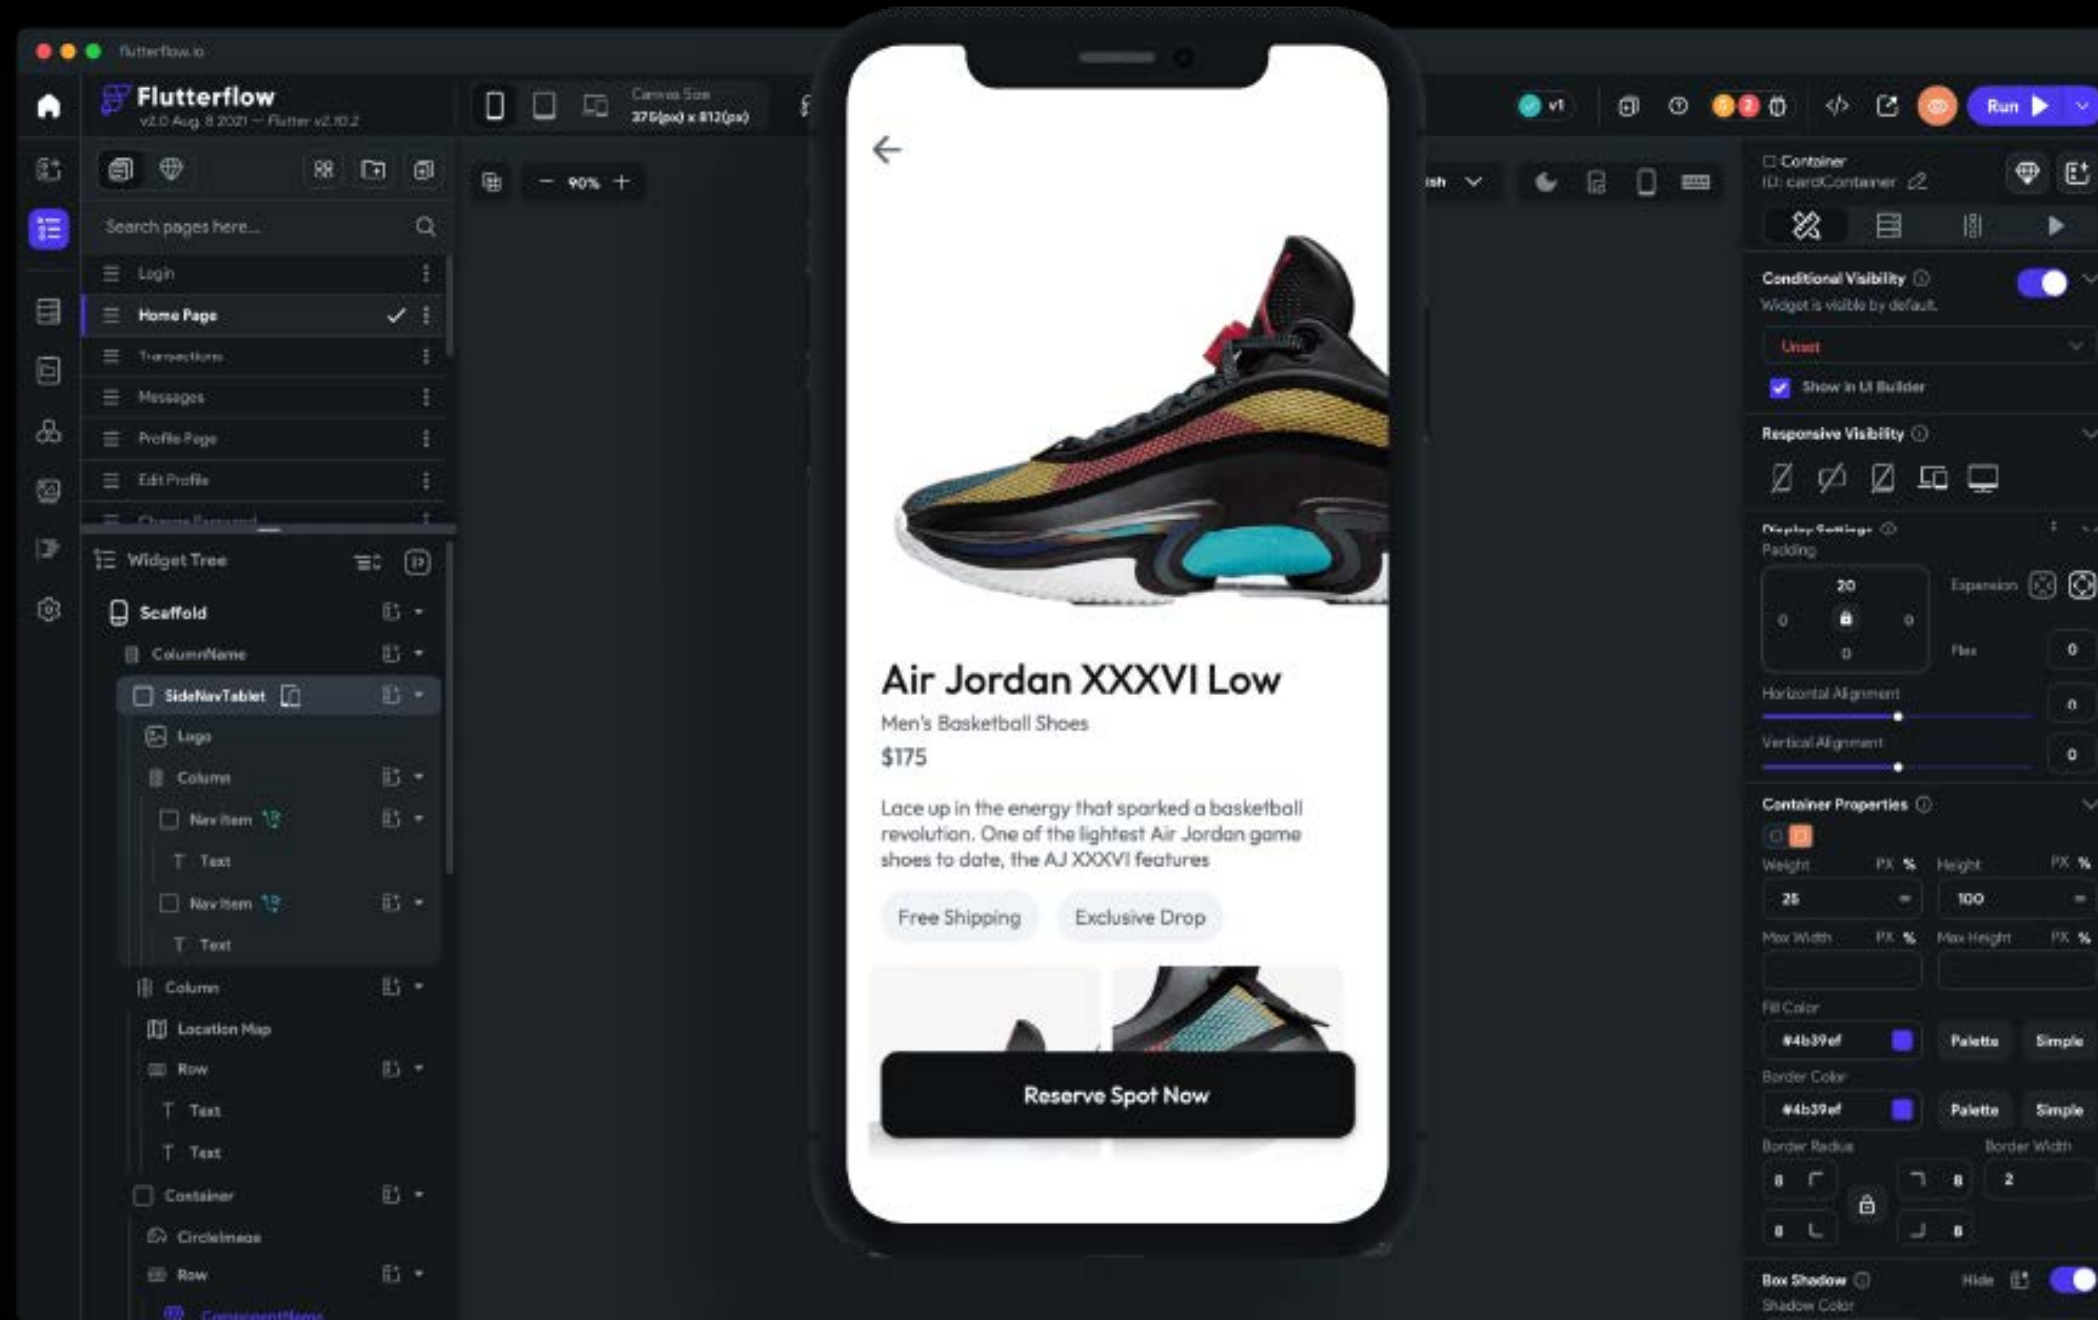 flutterflow.io
Flutterflow
v2.0 Aug. 8 2021 — Flutter v2.10.2
Canvas Size
375(px) x 812(px)
v1
2
Run
90%
ish
Search pages here...
Login
Home Page
Transactions
Messages
Profile Page
Edit Profile
Widget Tree
Scaffold
ColumnName
SideNavTablet
Logo
Column
Nav Item
Text
Nav Item
Text
Column
Location Map
Row
Text
Text
Container
CircleImage
Row
ComponentName
Air Jordan XXXVI Low
Men's Basketball Shoes
$175
Lace up in the energy that sparked a basketball
revolution. One of the lightest Air Jordan game
shoes to date, the AJ XXXVI features
Free Shipping
Exclusive Drop
Reserve Spot Now
Container
ID: cardContainer
Conditional Visibility
Widget is visible by default.
Unset
Show in UI Builder
Responsive Visibility
Display Settings
Padding
20
Expansion
0
0
0
Flex
0
Horizontal Alignment
0
Vertical Alignment
0
Container Properties
Weight PX % Height PX %
25 100
Max Width PX % Max Height PX %
Fill Color
#4b39ef Palette Simple
Border Color
#4b39ef Palette Simple
Border Radius Border Width
8 8 2
8 8
Box Shadow Hide
Shadow Color